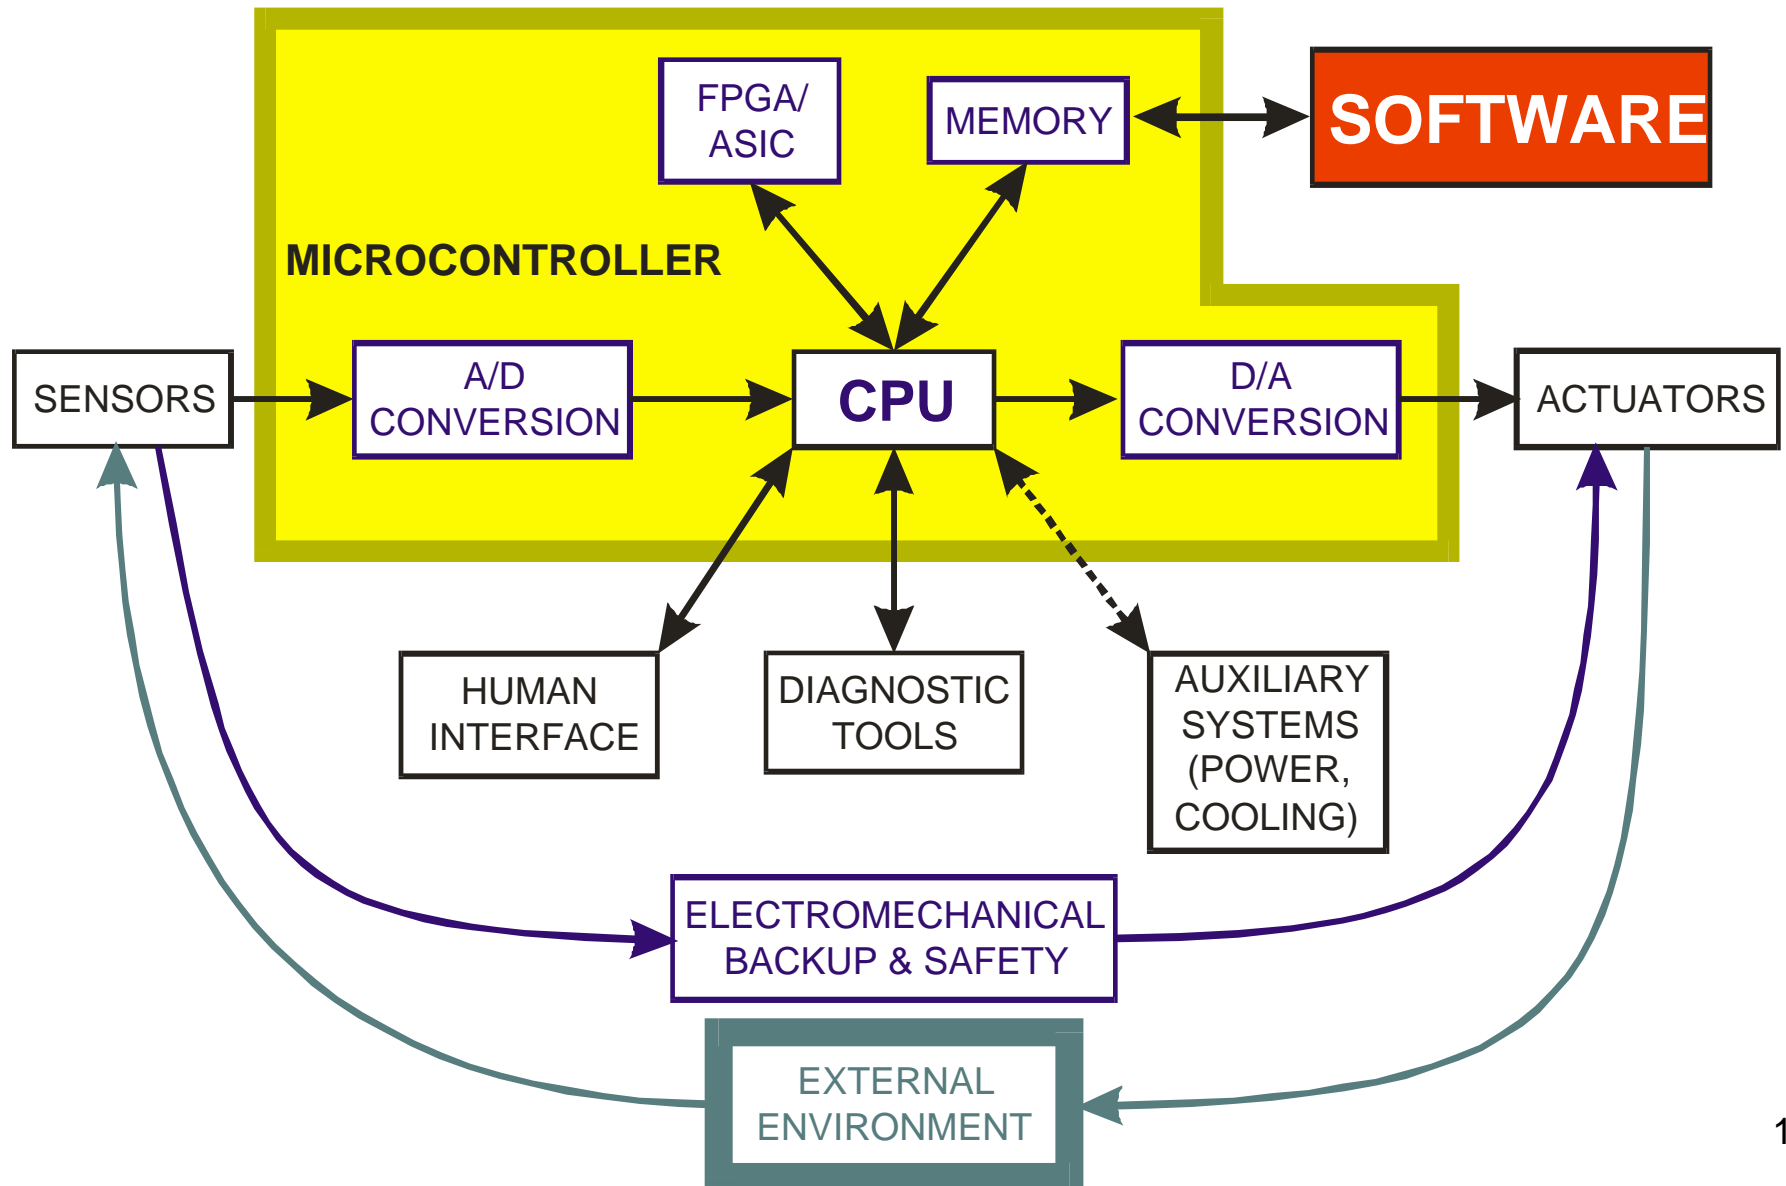 FPGA/
ASIC
MEMORY
SOFTWARE
MICROCONTROLLER
SENSORS
A/D
CONVERSION
CPU
D/A
CONVERSION
ACTUATORS
HUMAN
INTERFACE
DIAGNOSTIC
TOOLS
AUXILIARY
SYSTEMS
(POWER,
COOLING)
ELECTROMECHANICAL
BACKUP & SAFETY
EXTERNAL
ENVIRONMENT
1